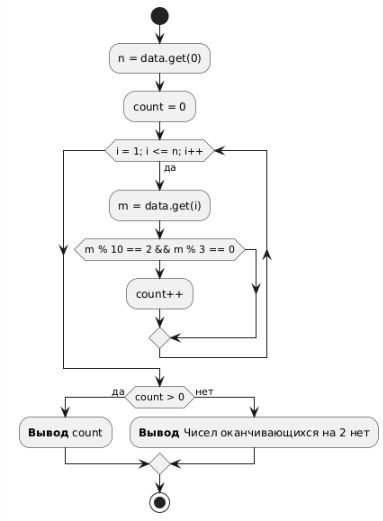 n = data.get(0)
count = 0
i = 1; i <= n; i++
да
m = data.get(i)
m % 10 == 2 && m % 3 == 0
count++
да
count > 0
нет
Вывод count
Вывод Чисел оканчивающихся на 2 нет